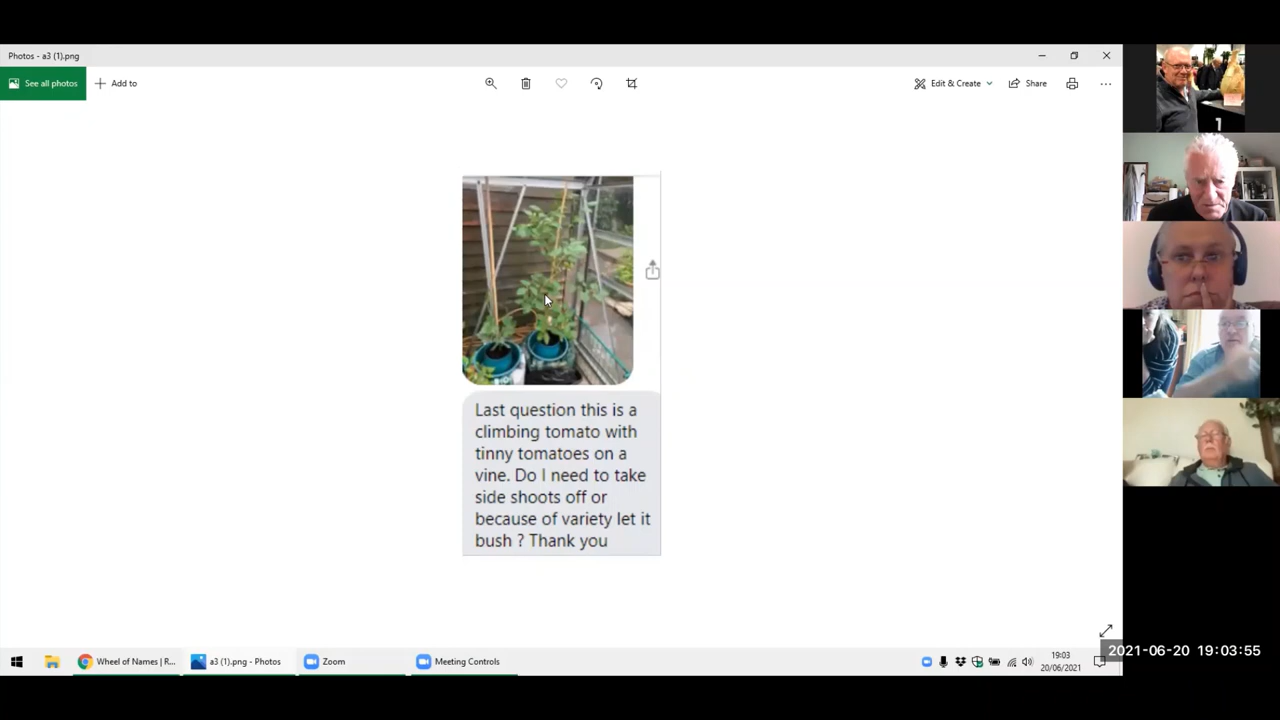 Photos - a3 (1).png
See all photos
Add to
Edit & Create
Share
Last question this is a
climbing tomato with
tinny tomatoes on a
vine. Do I need to take
side shoots off or
because of variety let it
bush ? Thank you
1
Wheel of Names | R...
a3 (1).png - Photos
Zoom
Meeting Controls
19:03
20/06/2021
2021-06-20 19:03:55